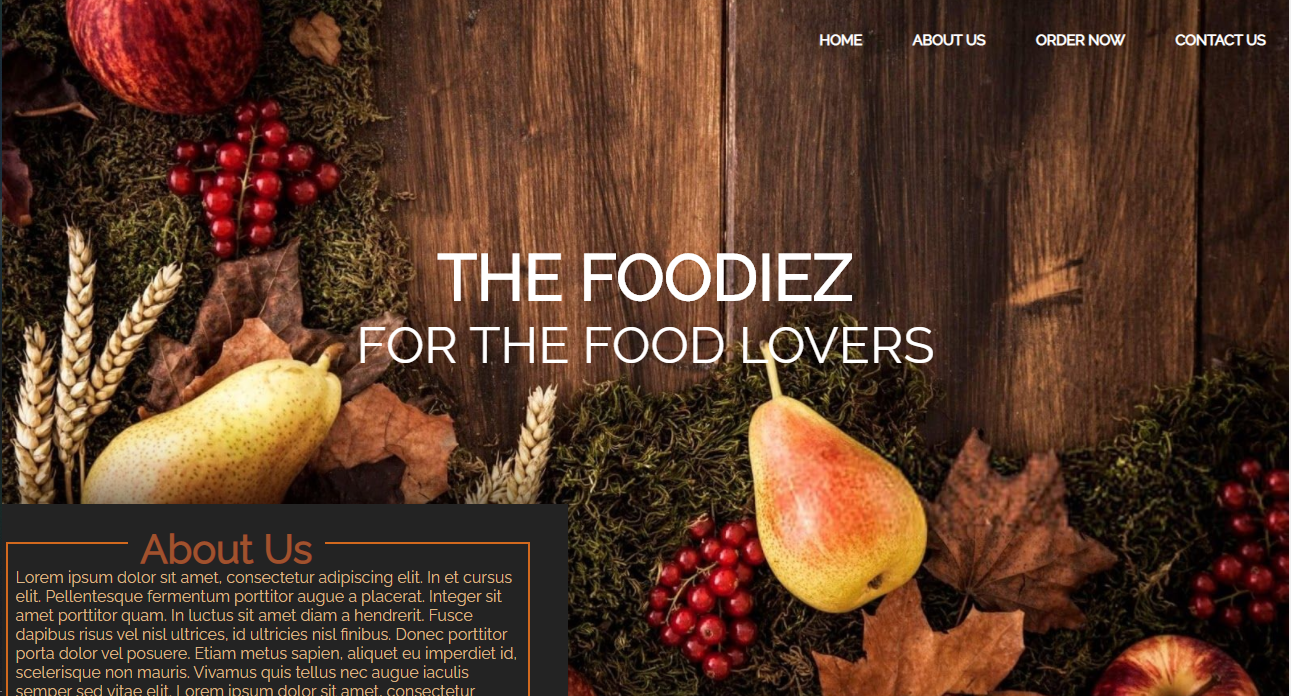 HOME ABOUT US ORDER NOW CONTACT US
THE FOODIEZ
FOR THE FOOD LOVERS
About Us
Lorem ipsum dolor sit amet, consectetur adipiscing elit. In et cursus
elit. Pellentesque fermentum porttitor augue a placerat. Integer sit
amet porttitor quam. In luctus sit amet diam a hendrerit. Fusce
dapibus risus vel nisl ultrices, id ultricies nisl finibus. Donec porttitor
porta dolor vel posuere. Etiam metus sapien, aliquet eu imperdiet id,
scelerisque non mauris. Vivamus quis tellus nec augue iaculis
semper sed vitae elit. Lorem ipsum dolor sit amet, consectetur